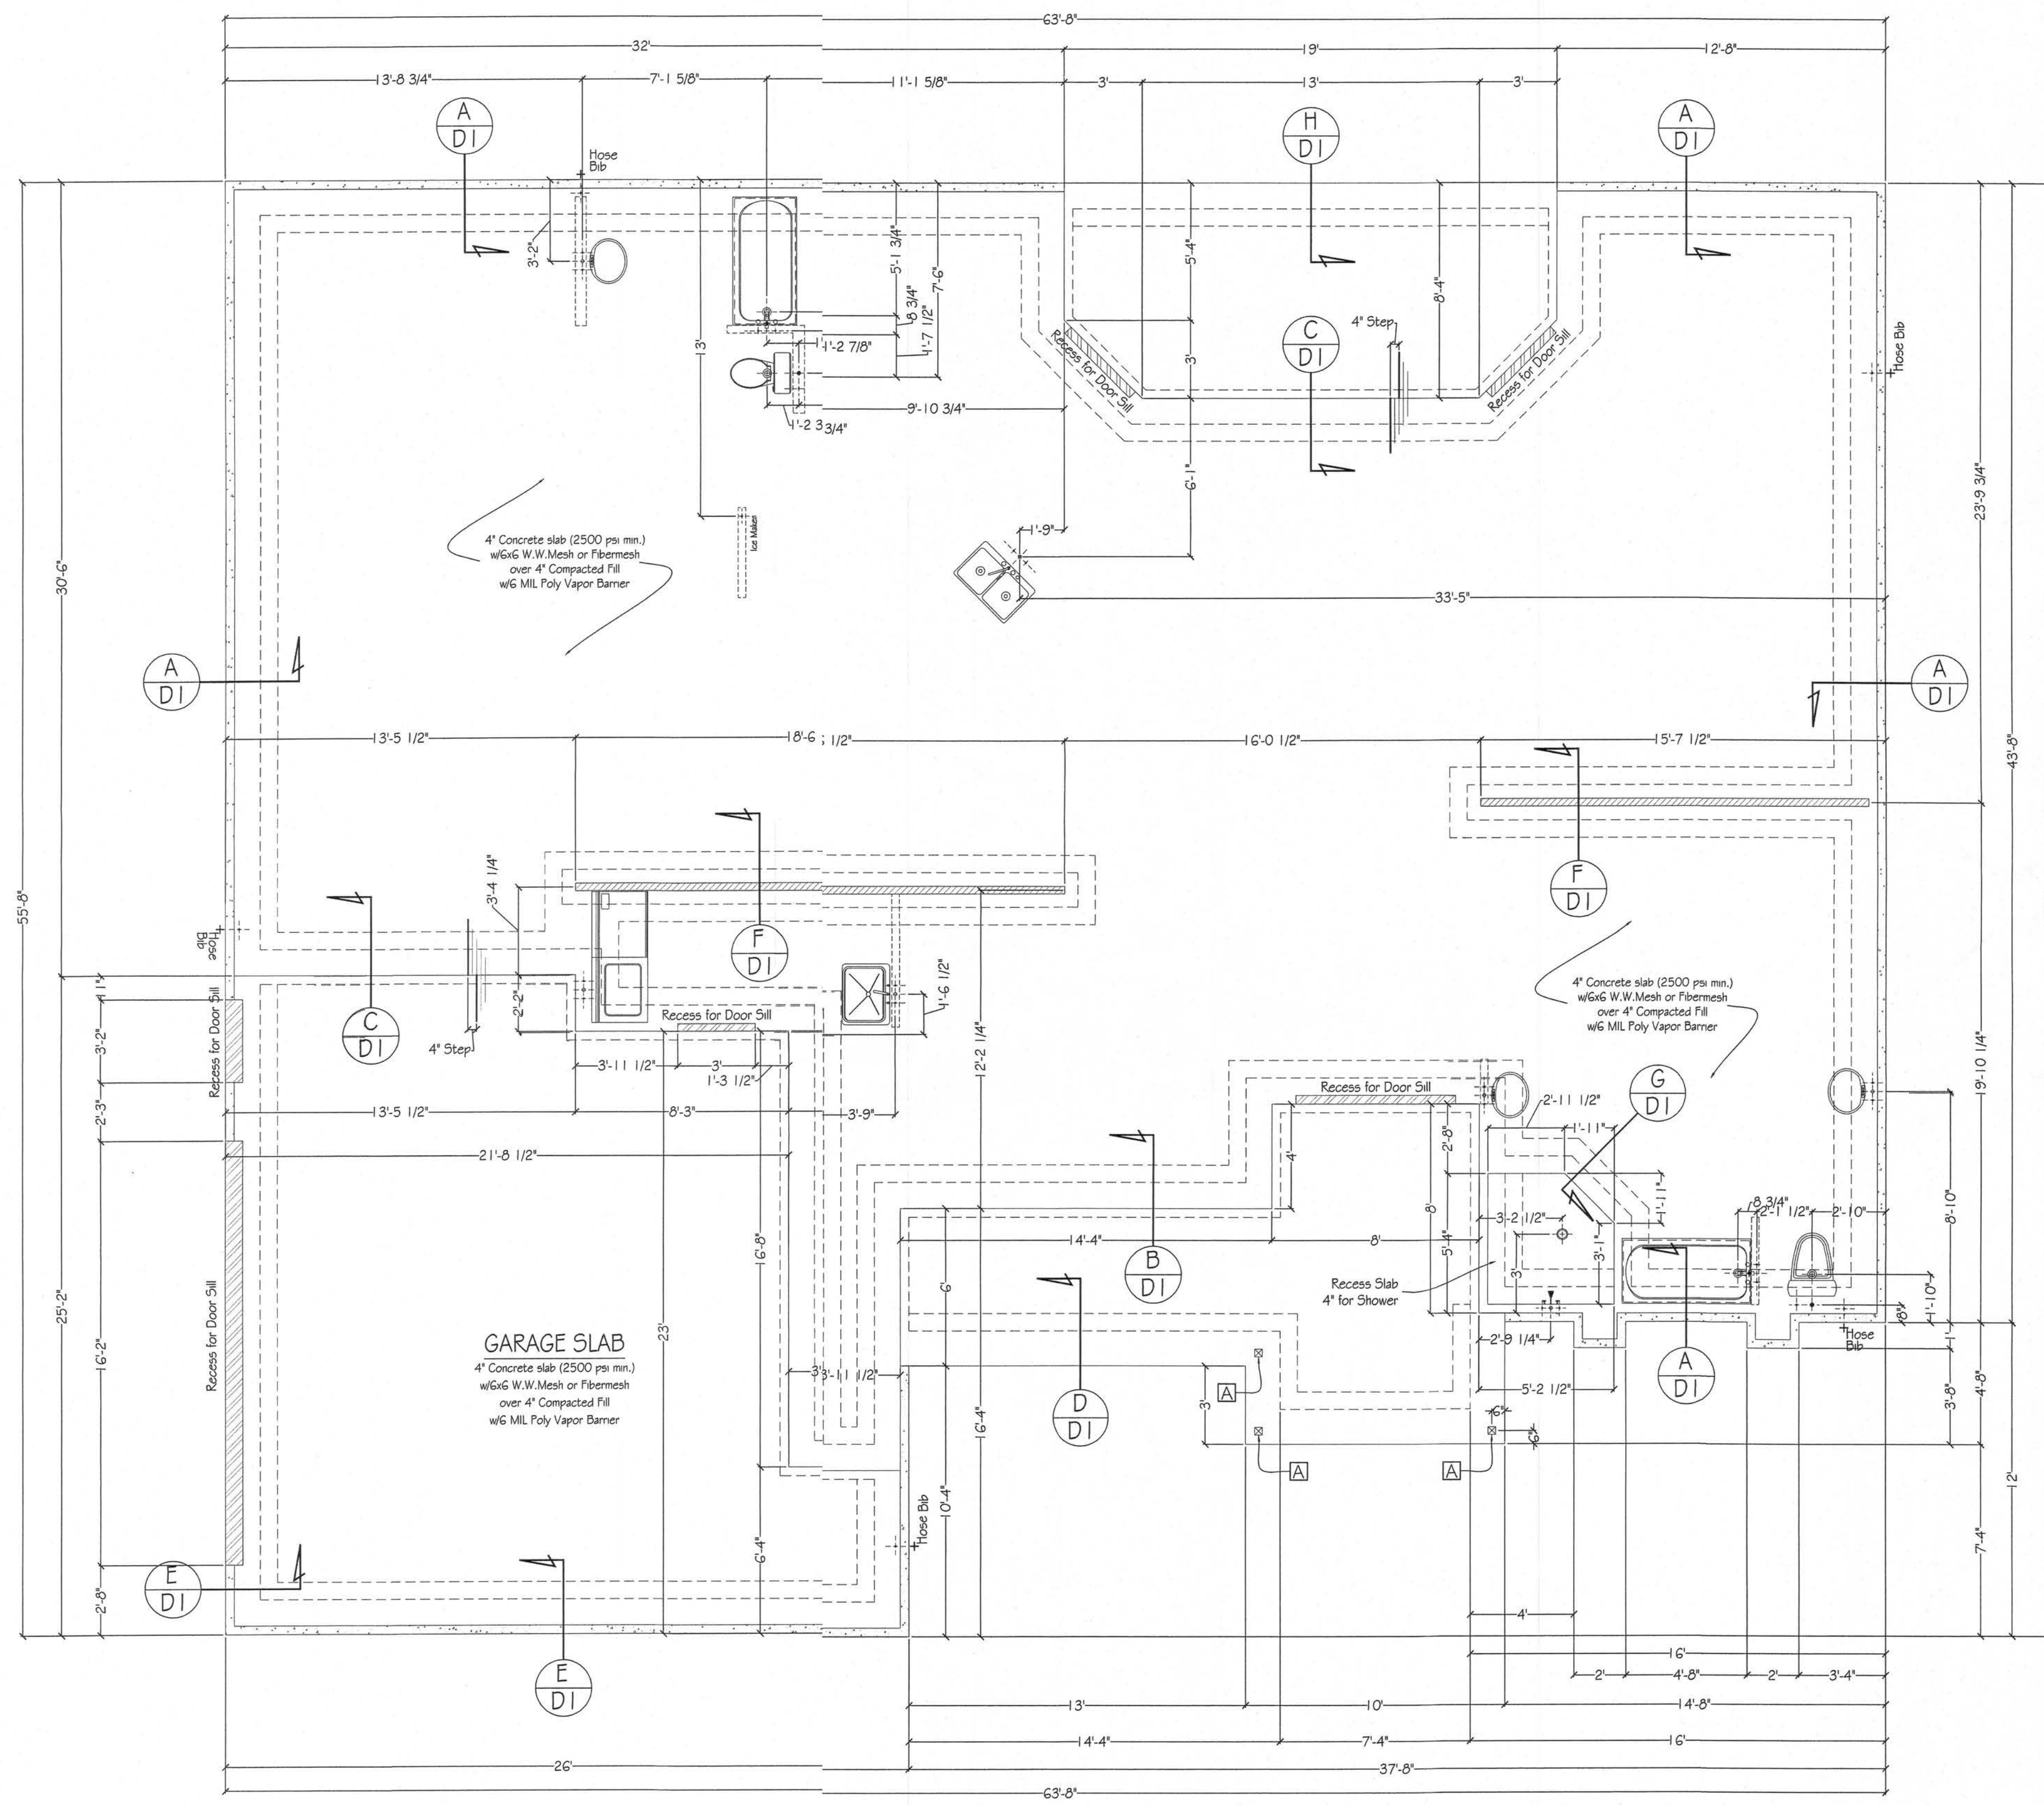 63'-8"
32'
19'
12'-8"
13'-8 3/4"
7'-1 5/8"
11'-1 5/8"
3'
13'
3'
A
D1
H
D1
A
D1
Hose
Bib
3'-2"
5'-1 3/4"
7'-6"
8 3/4"
1'-7 1/2"
1'-2 7/8"
13'
9'-10 3/4"
1'-2 3
3/4"
5'-4"
8'-4"
3'
C
D1
4" Step
Recess for Door Sill
Recess for Door Sill
Hose Bib
6'-1"
1'-9"
Ice Maker
33'-5"
4" Concrete slab (2500 psi min.)
w/6x6 W.W.Mesh or Fibermesh
over 4" Compacted Fill
w/6 MIL Poly Vapor Barrier
30'-6"
55'-8"
23'-9 3/4"
43'-8"
A
D1
A
D1
13'-5 1/2"
18'-6
1/2"
16'-0 1/2"
15'-7 1/2"
F
D1
F
D1
3'-4 1/4"
Hose
Bib
C
D1
4" Step
2'-2"
Recess for Door Sill
1'-6 1/2"
12'-2 1/4"
11"
3'-2"
2'-3"
Recess for Door Sill
3'-11 1/2"
3'
1'-3 1/2"
13'-5 1/2"
8'-3"
3'-9"
21'-8 1/2"
4" Concrete slab (2500 psi min.)
w/6x6 W.W.Mesh or Fibermesh
over 4" Compacted Fill
w/6 MIL Poly Vapor Barrier
19'-10 1/4"
G
D1
Recess for Door Sill
2'-11 1/2"
1'-11"
2'-8"
4'
8'
1'-11"
8 3/4"
2'-1 1/2"
2'-10"
8'-10"
3'-2 1/2"
5'-4"
3'
3'-1"
14'-4"
8'
B
D1
Recess Slab
4" for Shower
8"
1'-10"
1'
Hose
Bib
2'-9 1/4"
5'-2 1/2"
A
D1
6'
16'-8"
D
D1
A
3'
6"
6"
A
A
3'-8"
4'-8"
25'-2"
16'-2"
Recess for Door Sill
GARAGE SLAB
4" Concrete slab (2500 psi min.)
w/6x6 W.W.Mesh or Fibermesh
over 4" Compacted Fill
w/6 MIL Poly Vapor Barrier
23'
3'
3'-11 1/2"
16'-4"
10'-4"
Hose Bib
12'
7'-4"
6'-4"
E
D1
2'-8"
E
D1
4'
16'
2'
4'-8"
2'
3'-4"
13'
10'
14'-8"
14'-4"
7'-4"
16'
26'
37'-8"
63'-8"